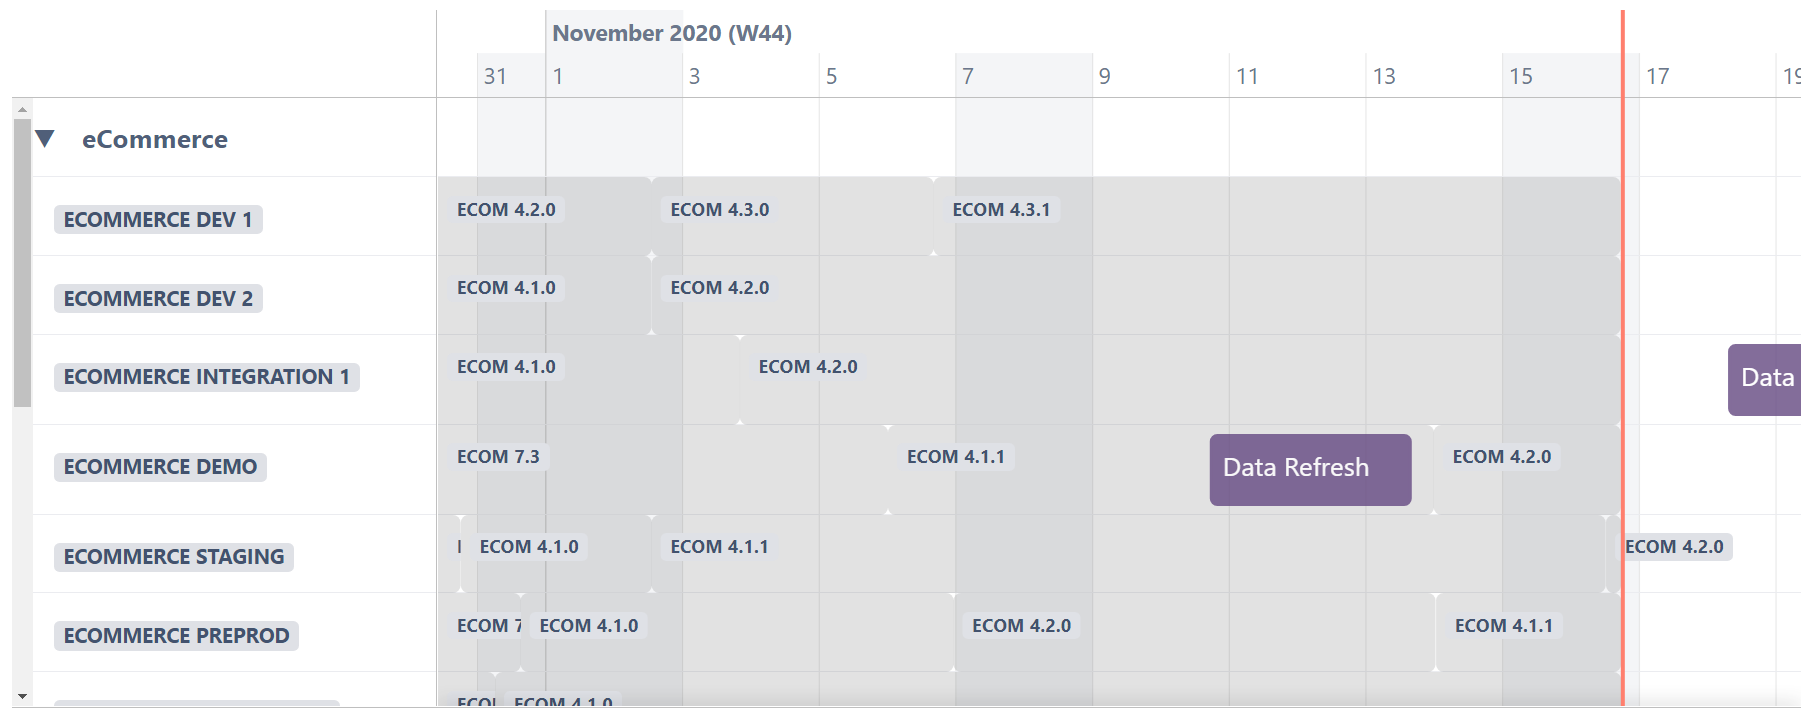 November 2020 (W44)
31 1 3 5 7 9 11 13 15 17 19
eCommerce
ECOMMERCE DEV 1 ECOM 4.2.0 ECOM 4.3.0 ECOM 4.3.1
ECOMMERCE DEV 2 ECOM 4.1.0 ECOM 4.2.0
ECOMMERCE INTEGRATION 1 ECOM 4.1.0 ECOM 4.2.0 Data
ECOMMERCE DEMO ECOM 7.3 ECOM 4.1.1 Data Refresh ECOM 4.2.0
ECOMMERCE STAGING ECOM 4.1.0 ECOM 4.1.1 ECOM 4.2.0
ECOMMERCE PREPROD ECOM 7 ECOM 4.1.0 ECOM 4.2.0 ECOM 4.1.1
ECOM 4.1.0